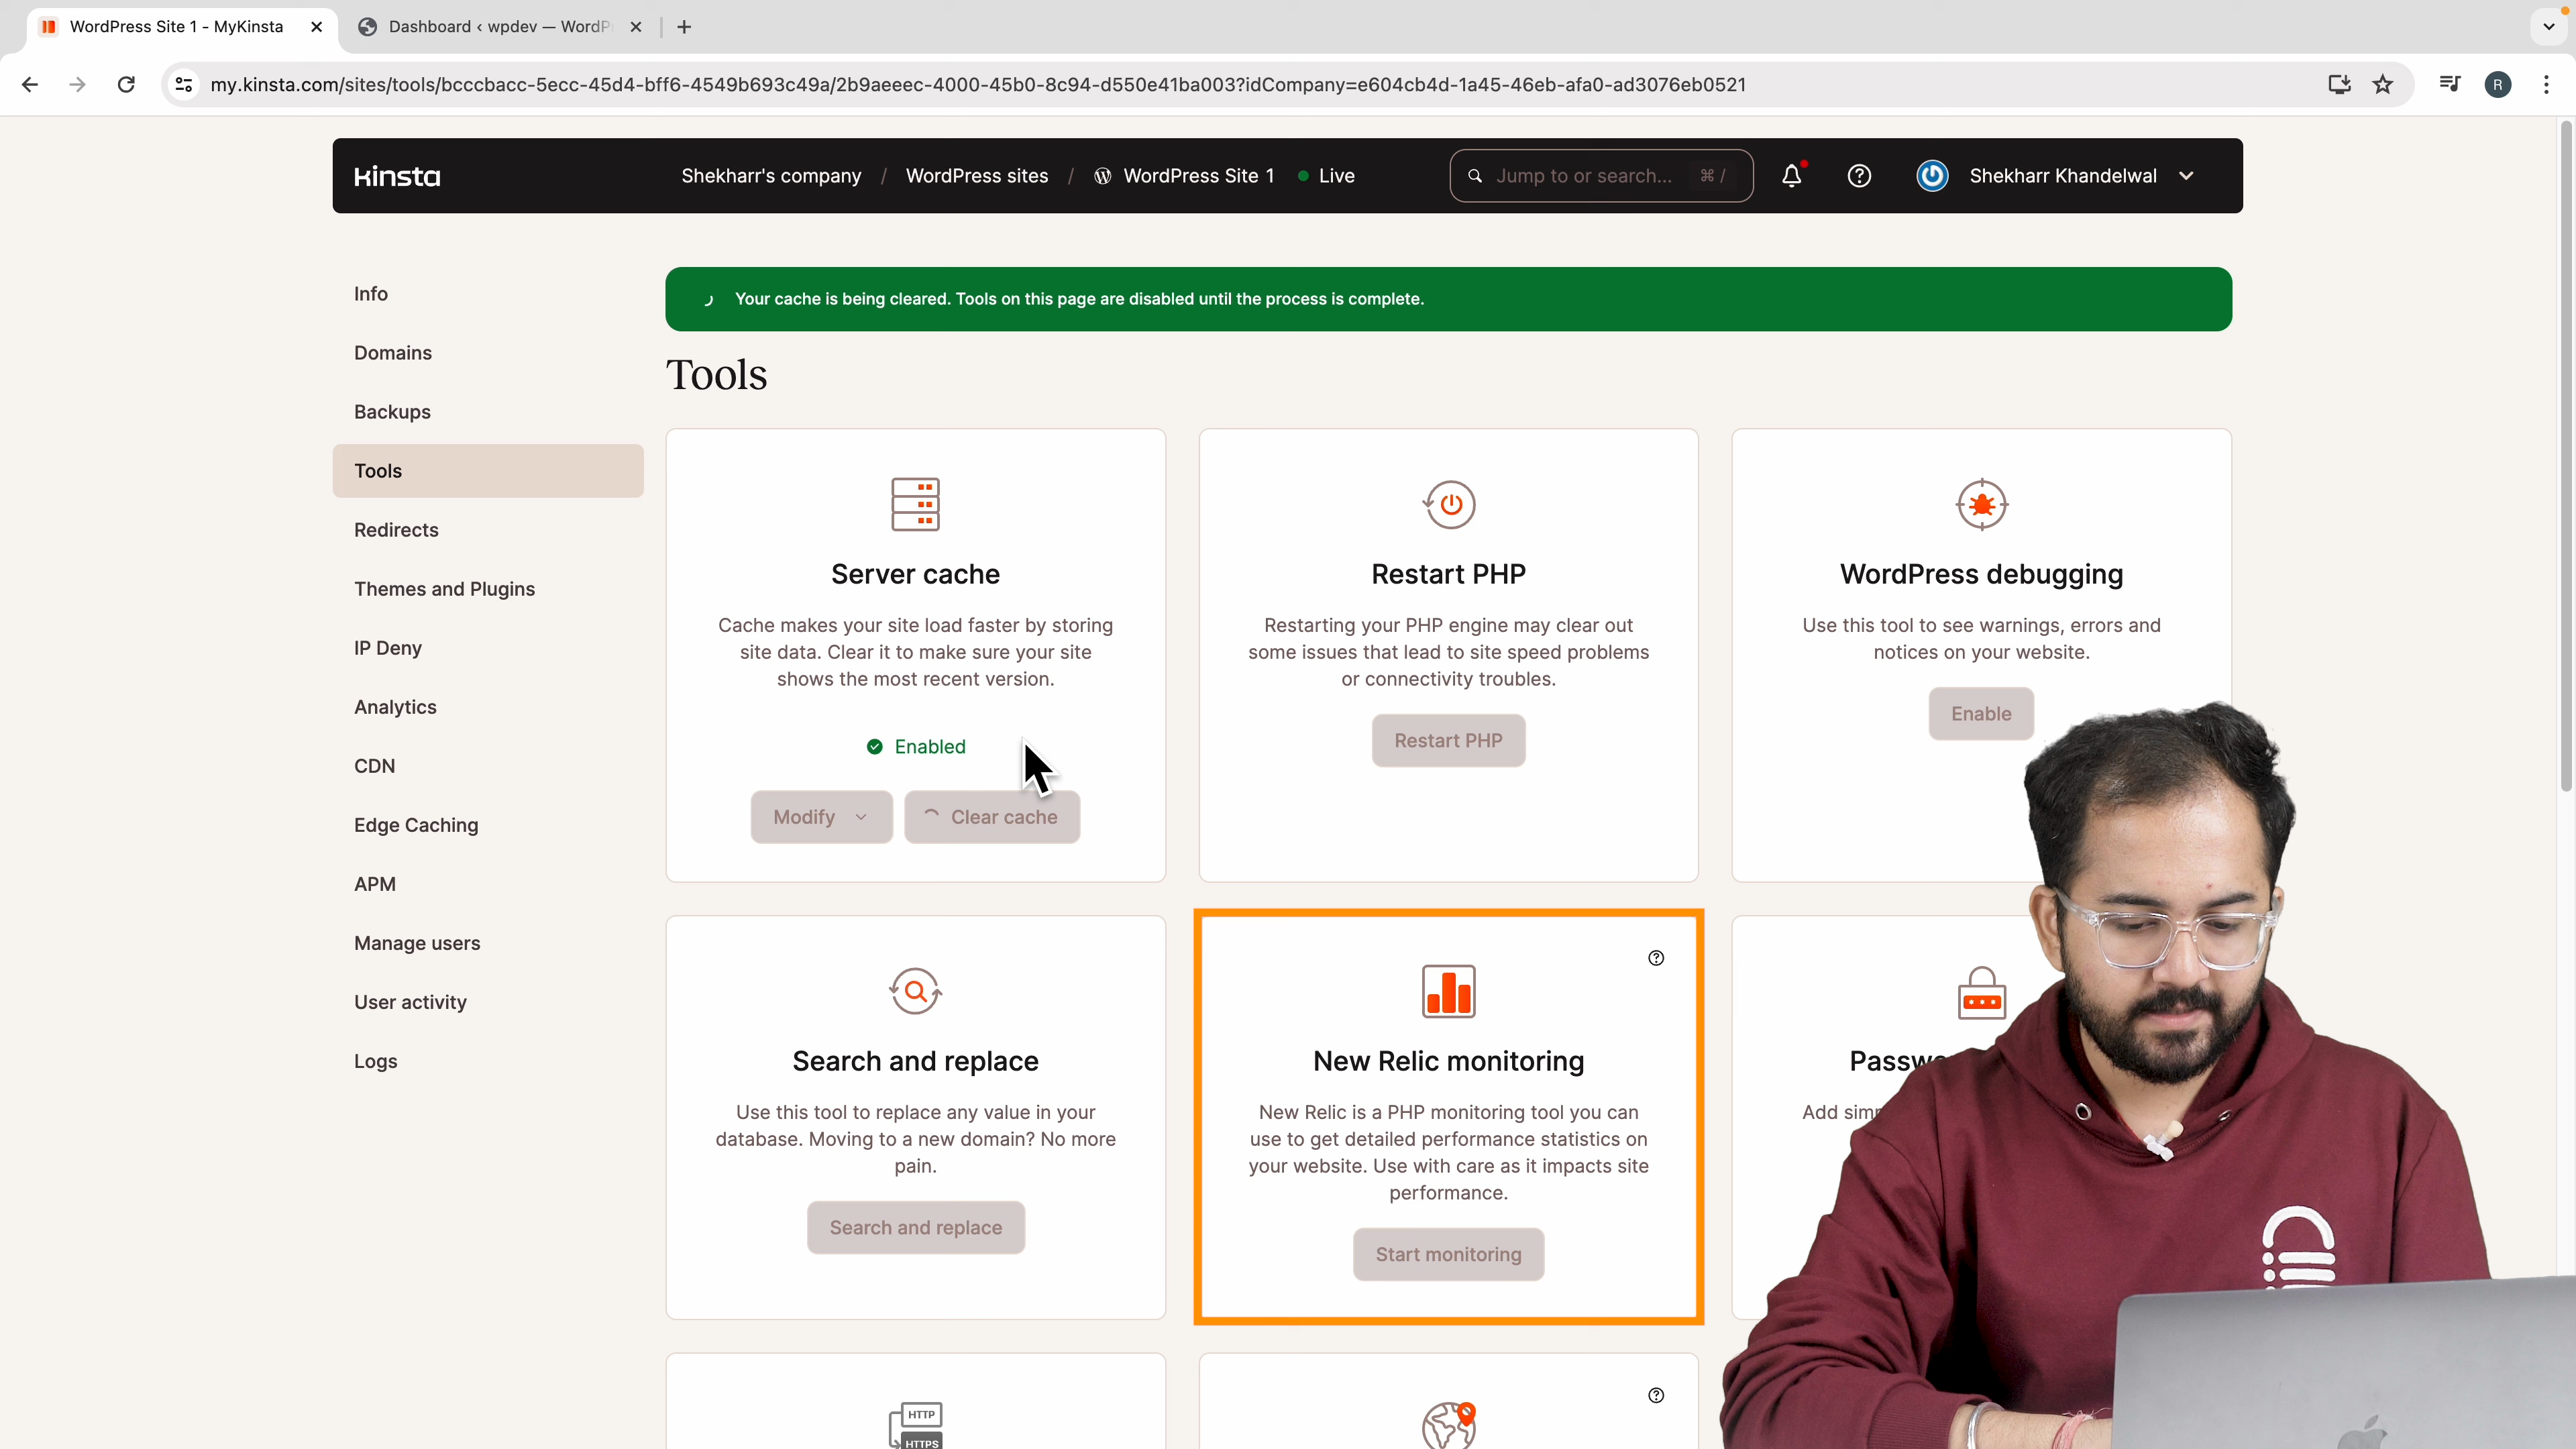 WordPress Site 1 - MyKinsta
Dashboard ‹ wpdev — WordP
my.kinsta.com/sites/tools/bcccbacc-5ecc-45d4-bff6-4549b693c49a/2b9aeeec-4000-45b0-8c94-d550e41ba003?idCompany=e604cb4d-1a45-46eb-afa0-ad3076eb0521
R
kinsta
Shekharr's company / WordPress sites / WordPress Site 1 Live
Jump to or search... ⌘ /
Shekharr Khandelwal
Info
Domains
Backups
Tools
Redirects
Themes and Plugins
IP Deny
Analytics
CDN
Edge Caching
APM
Manage users
User activity
Logs
Your cache is being cleared. Tools on this page are disabled until the process is complete.
Tools
Server cache
Cache makes your site load faster by storing
site data. Clear it to make sure your site
shows the most recent version.
Enabled
Modify
Clear cache
Restart PHP
Restarting your PHP engine may clear out
some issues that lead to site speed problems
or connectivity troubles.
Restart PHP
WordPress debugging
Use this tool to see warnings, errors and
notices on your website.
Enable
Search and replace
Use this tool to replace any value in your
database. Moving to a new domain? No more
pain.
Search and replace
New Relic monitoring
New Relic is a PHP monitoring tool you can
use to get detailed performance statistics on
your website. Use with care as it impacts site
performance.
Start monitoring
Add
HTTP
HTTPS